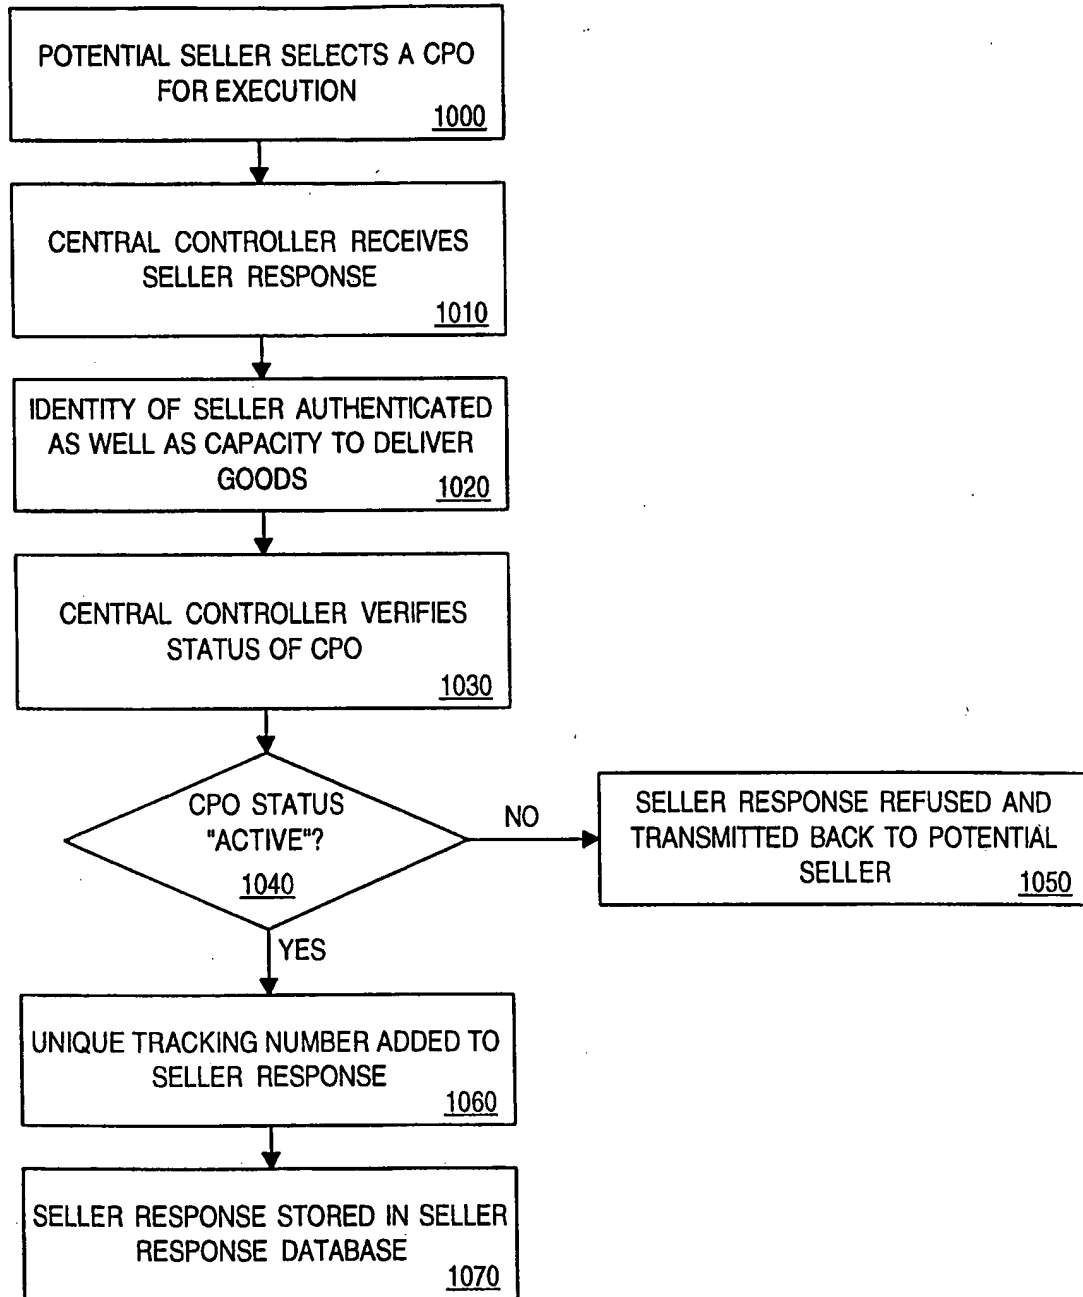 POTENTIAL SELLER SELECTS A CPO
FOR EXECUTION
1000
CENTRAL CONTROLLER RECEIVES
SELLER RESPONSE
1010
IDENTITY OF SELLER AUTHENTICATED
AS WELL AS CAPACITY TO DELIVER
GOODS
1020
CENTRAL CONTROLLER VERIFIES
STATUS OF CPO
1030
CPO STATUS
"ACTIVE"?
1040
NO
SELLER RESPONSE REFUSED AND
TRANSMITTED BACK TO POTENTIAL
SELLER
1050
YES
UNIQUE TRACKING NUMBER ADDED TO
SELLER RESPONSE
1060
SELLER RESPONSE STORED IN SELLER
RESPONSE DATABASE
1070